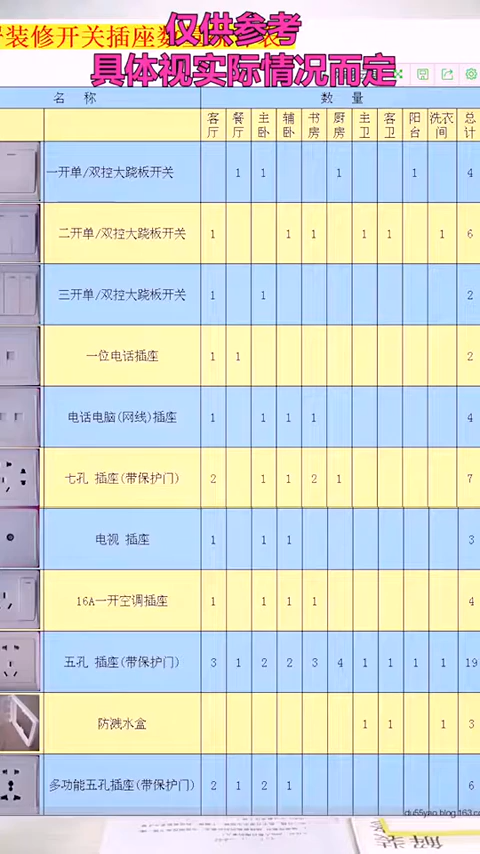 装修开关插座数
仅供参考
具体视实际情况而定
名 称 数 量
客厅 餐厅 主卧 辅卧 书房 厨房 主卫 客卫 阳台 洗衣间 总计
一开单/双控大跷板开关 1 1 1 1 4
二开单/双控大跷板开关 1 1 1 1 1 1 6
三开单/双控大跷板开关 1 1 2
一位电话插座 1 1 2
电话电脑(网线)插座 1 1 1 1 4
七孔 插座(带保护门) 2 1 1 2 1 7
电视 插座 1 1 1 3
16A一开空调插座 1 1 1 1 4
五孔 插座(带保护门) 3 1 2 2 3 4 1 1 1 1 19
防溅水盒 1 1 1 3
多功能五孔插座(带保护门) 2 1 2 1 6